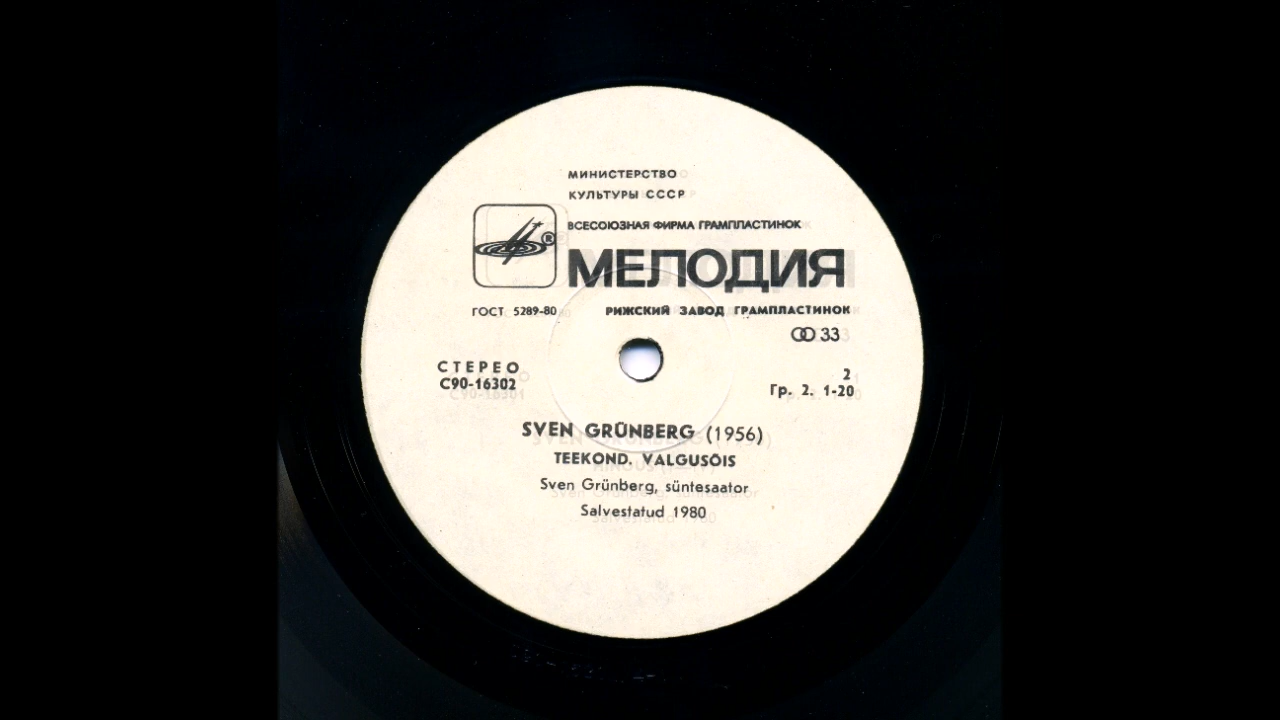 МИНИСТЕРСТВО
КУЛЬТУРЫ СССР
ВСЕСОЮЗНАЯ ФИРМА ГРАМПЛАСТИНОК
®
МЕЛОДИЯ
ГОСТ 5289-80
РИЖСКИЙ ЗАВОД ГРАМПЛАСТИНОК
33
СТЕРЕО
С90-16302
2
Гр. 2. 1-20
SVEN GRÜNBERG (1956)
TEEKOND. VALGUSÕIS
Sven Grünberg, süntesaator
Salvestatud 1980